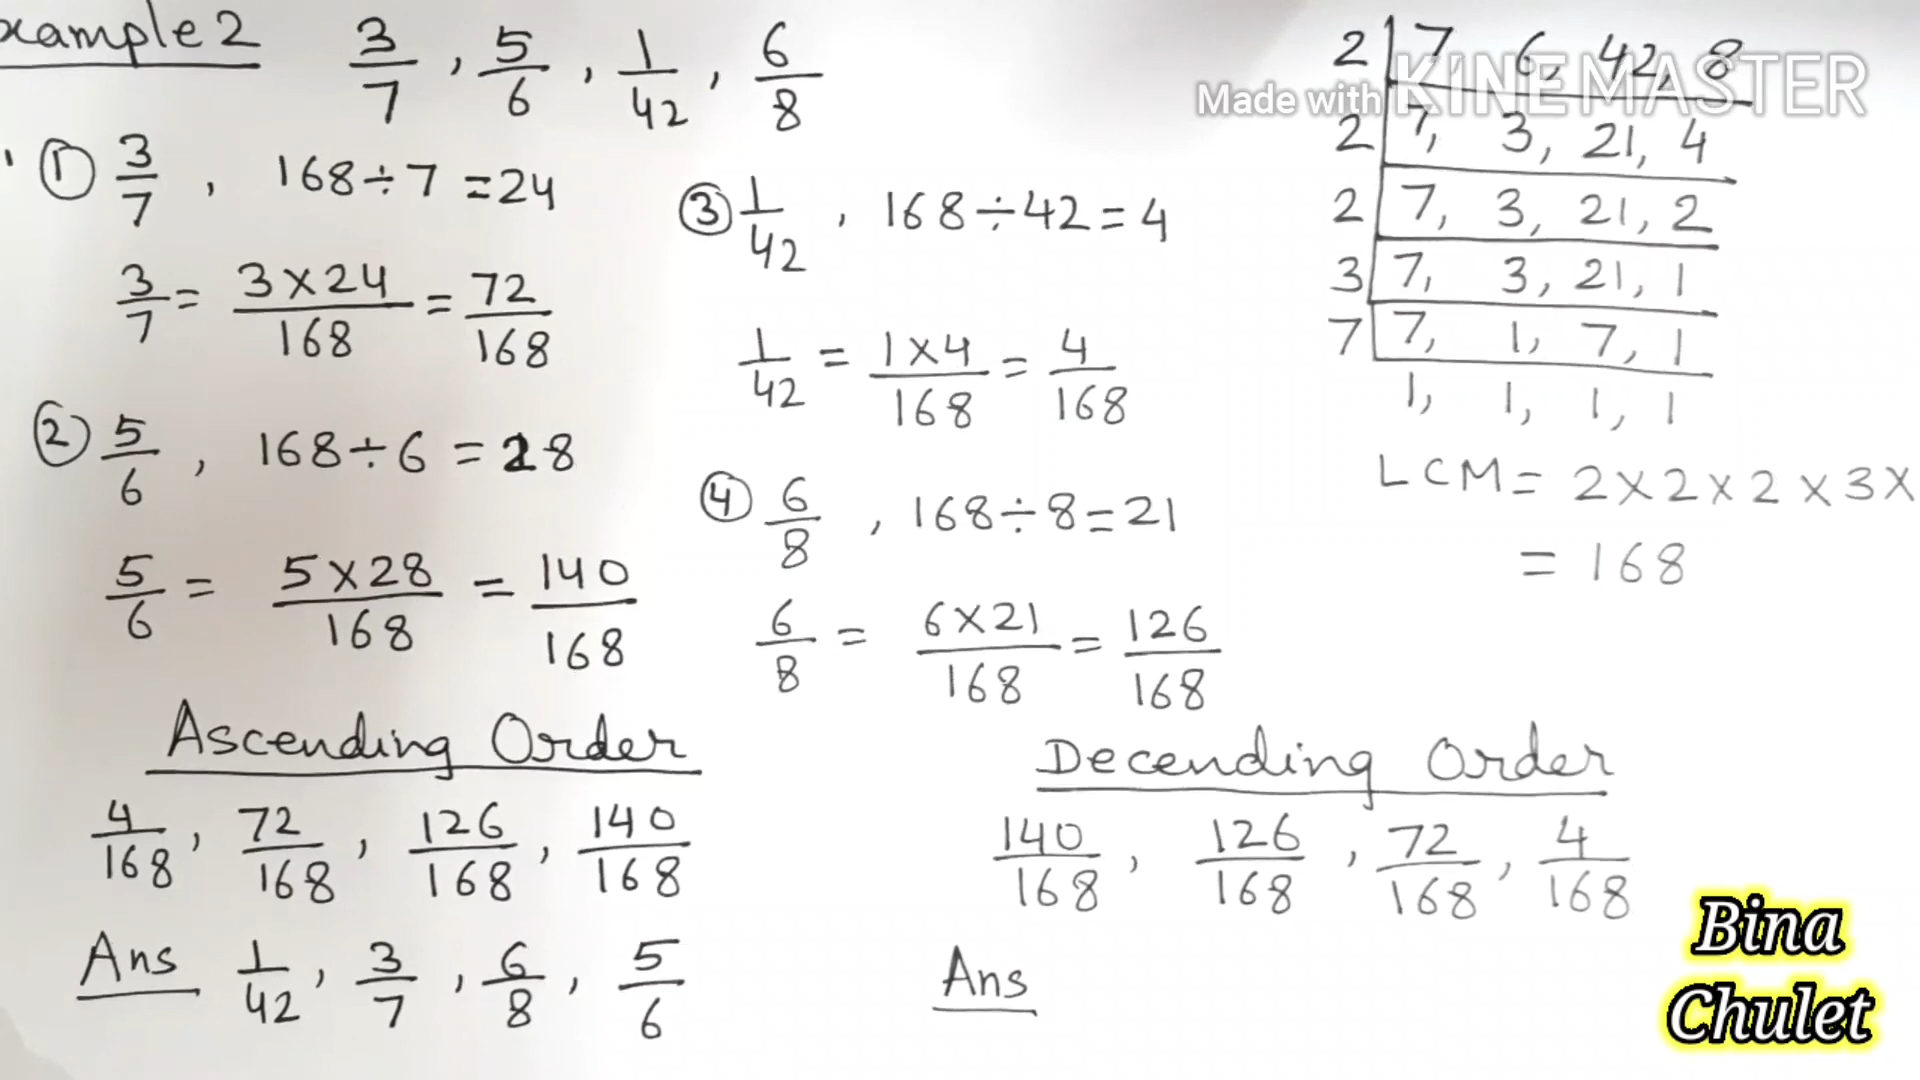 xample 2 3/7 , 5/6 , 1/42 , 6/8
① 3/7 , 168÷7 =24
3/7 = 3×24/168 = 72/168
② 5/6 , 168÷6 = 28
5/6 = 5×28/168 = 140/168
③ 1/42 , 168÷42=4
1/42 = 1×4/168 = 4/168
④ 6/8 , 168÷8=21
6/8 = 6×21/168 = 126/168
2 | 7 6, 42, 8
2 | 7, 3, 21, 4
2 | 7, 3, 21, 2
3 | 7, 3, 21, 1
7 | 7, 1, 7, 1
1, 1, 1, 1
LCM = 2×2×2×3×
= 168
Made with KINEMASTER
Ascending Order
4/168, 72/168, 126/168, 140/168
Ans 1/42, 3/7, 6/8, 5/6
Decending Order
140/168, 126/168, 72/168, 4/168
Ans
Bina
Chulet